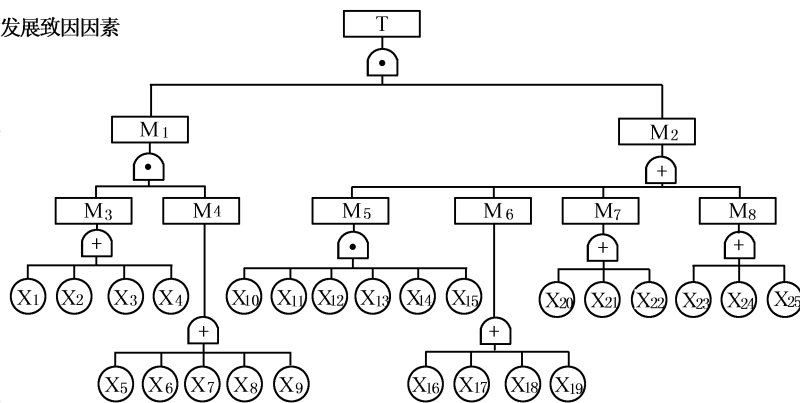 T
发展致因因素
M1
M2
M3 M4 M5 M6 M7 M8
X1 X2 X3 X4 X10 X11 X12 X13 X14 X15 X20 X21 X22 X23 X24 X25
X5 X6 X7 X8 X9 X16 X17 X18 X19